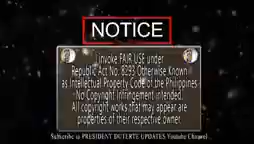 NOTICE
I invoke FAIR USE under
Republict Act No. 8293 Otherwise Known
as Intellectual Property Code of the Philippines
No Copyright Infringement intended.
All copyright works that may appear are
properties of their respective owner.
Subscribe to PRESIDENT DUTERTE UPDATES Youtube Channel